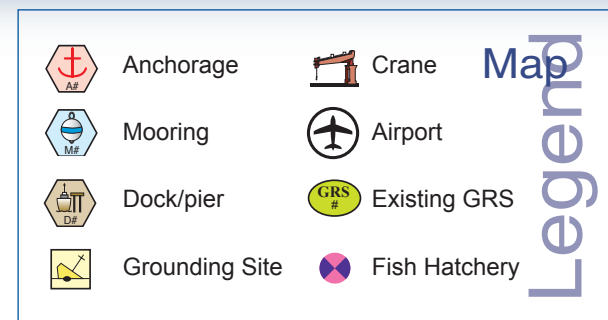 Map
Legend
A#
Anchorage
Crane
M#
Mooring
Airport
D#
Dock/pier
GRS
#
Existing GRS
Grounding Site
Fish Hatchery